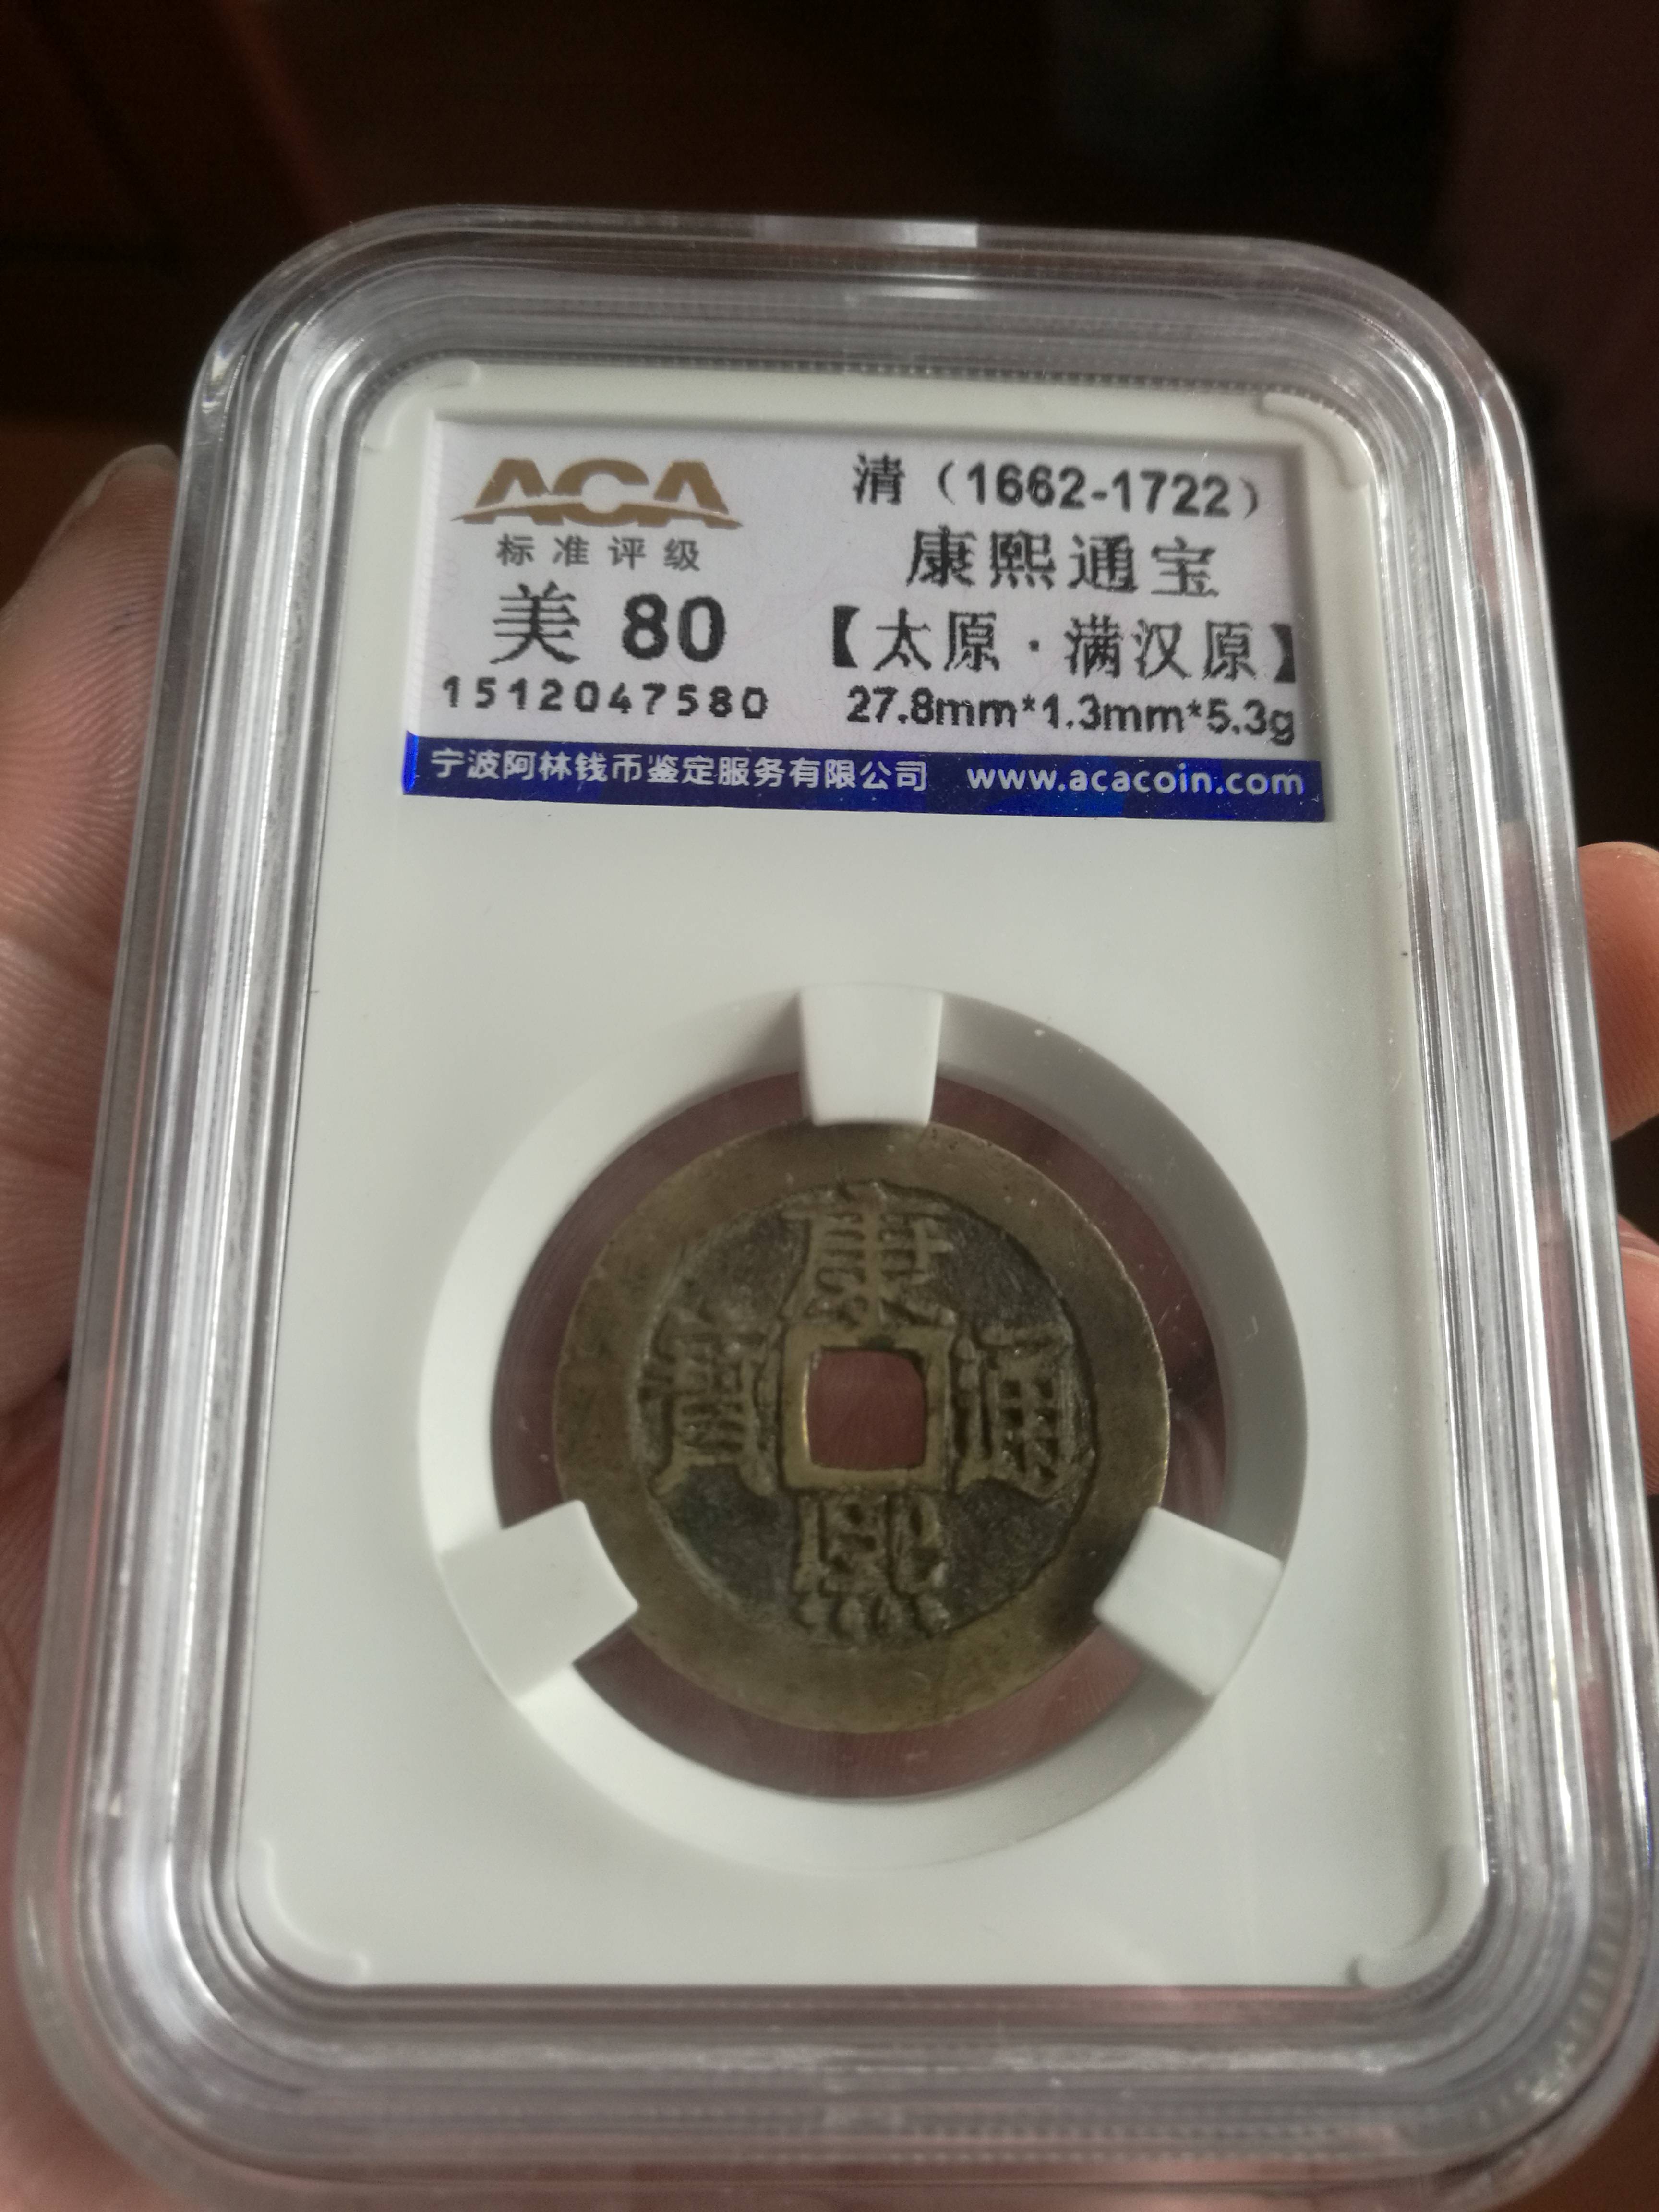 ACA
标准评级
美 80
1512047580
清（1662-1722）
康熙通宝
【太原·满汉原】
27.8mm*1.3mm*5.3g
宁波阿林钱币鉴定服务有限公司 www.acacoin.com
康熙通寳